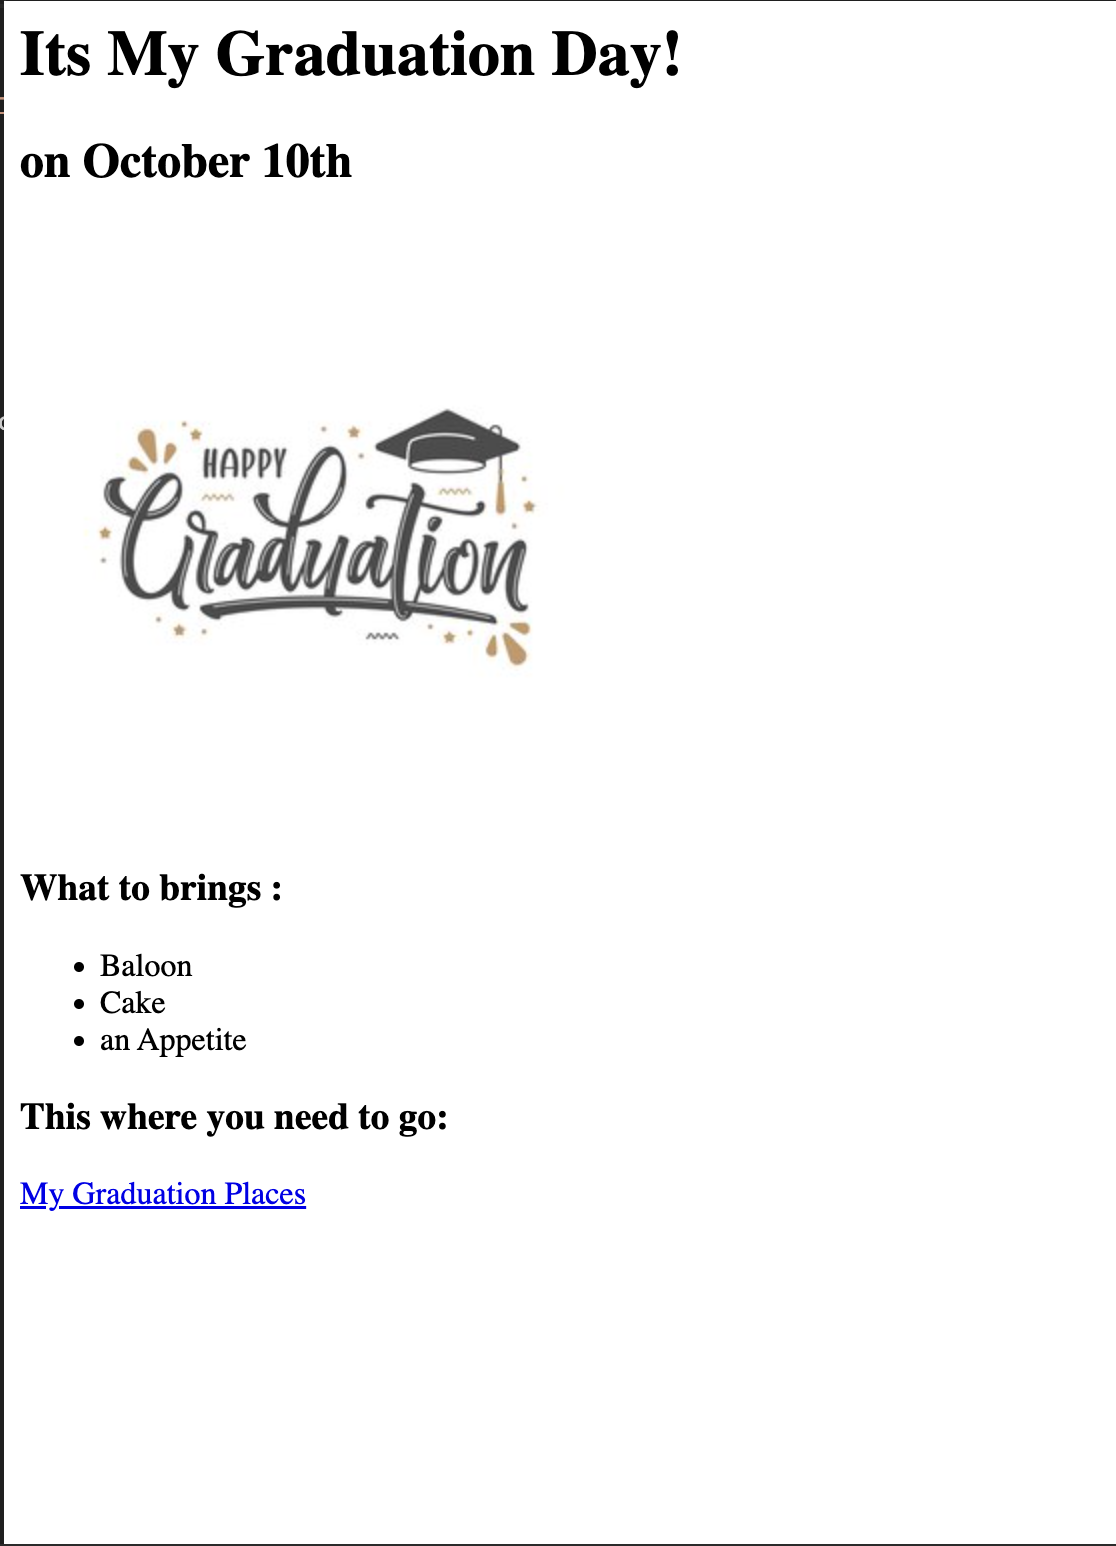 Its My Graduation Day!
on October 10th
HAPPY
Graduation
What to brings :
Baloon
Cake
an Appetite
This where you need to go:
My Graduation Places